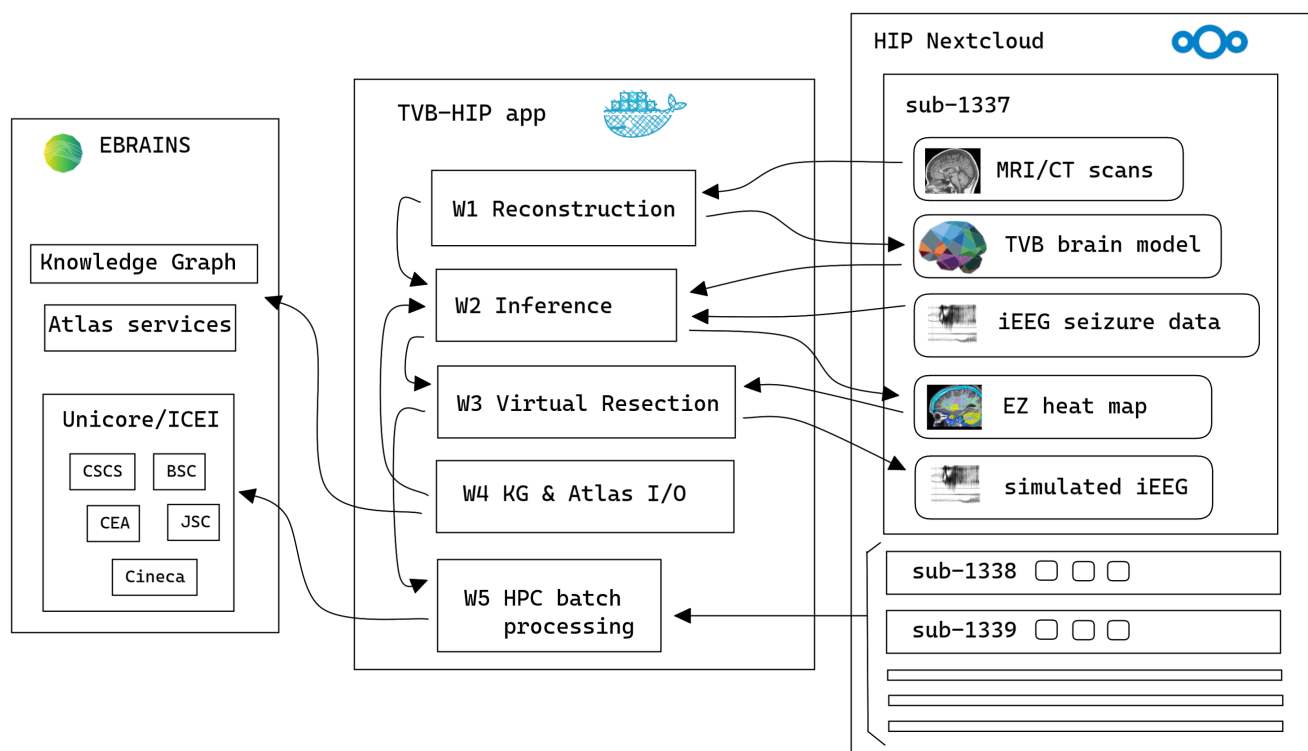 EBRAINS
Knowledge Graph
Atlas services
Unicore/ICEI
CSCS
BSC
CEA
JSC
Cineca
TVB-HIP app
W1 Reconstruction
W2 Inference
W3 Virtual Resection
W4 KG & Atlas I/O
W5 HPC batch
processing
HIP Nextcloud
sub-1337
MRI/CT scans
TVB brain model
iEEG seizure data
EZ heat map
simulated iEEG
sub-1338
sub-1339